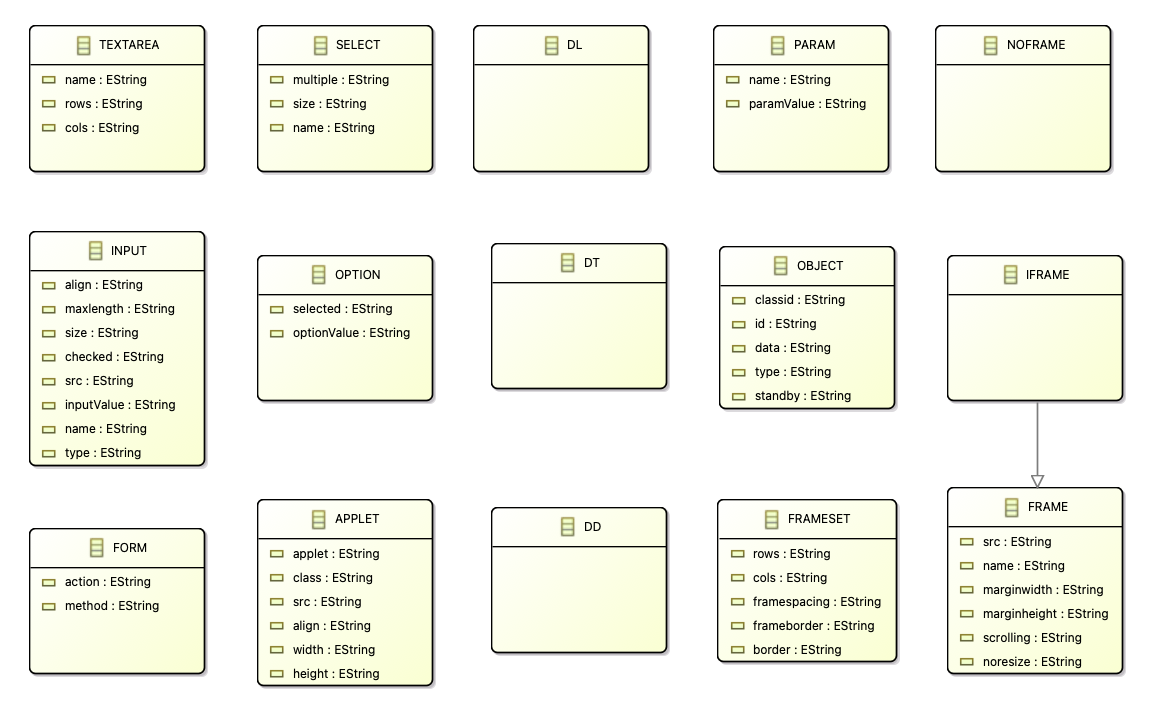 TEXTAREA
name : EString
rows : EString
cols : EString
SELECT
multiple : EString
size : EString
name : EString
DL
PARAM
name : EString
paramValue : EString
NOFRAME
INPUT
align : EString
maxlength : EString
size : EString
checked : EString
src : EString
inputValue : EString
name : EString
type : EString
OPTION
selected : EString
optionValue : EString
DT
OBJECT
classid : EString
id : EString
data : EString
type : EString
standby : EString
IFRAME
FORM
action : EString
method : EString
APPLET
applet : EString
class : EString
src : EString
align : EString
width : EString
height : EString
DD
FRAMESET
rows : EString
cols : EString
framespacing : EString
frameborder : EString
border : EString
FRAME
src : EString
name : EString
marginwidth : EString
marginheight : EString
scrolling : EString
noresize : EString